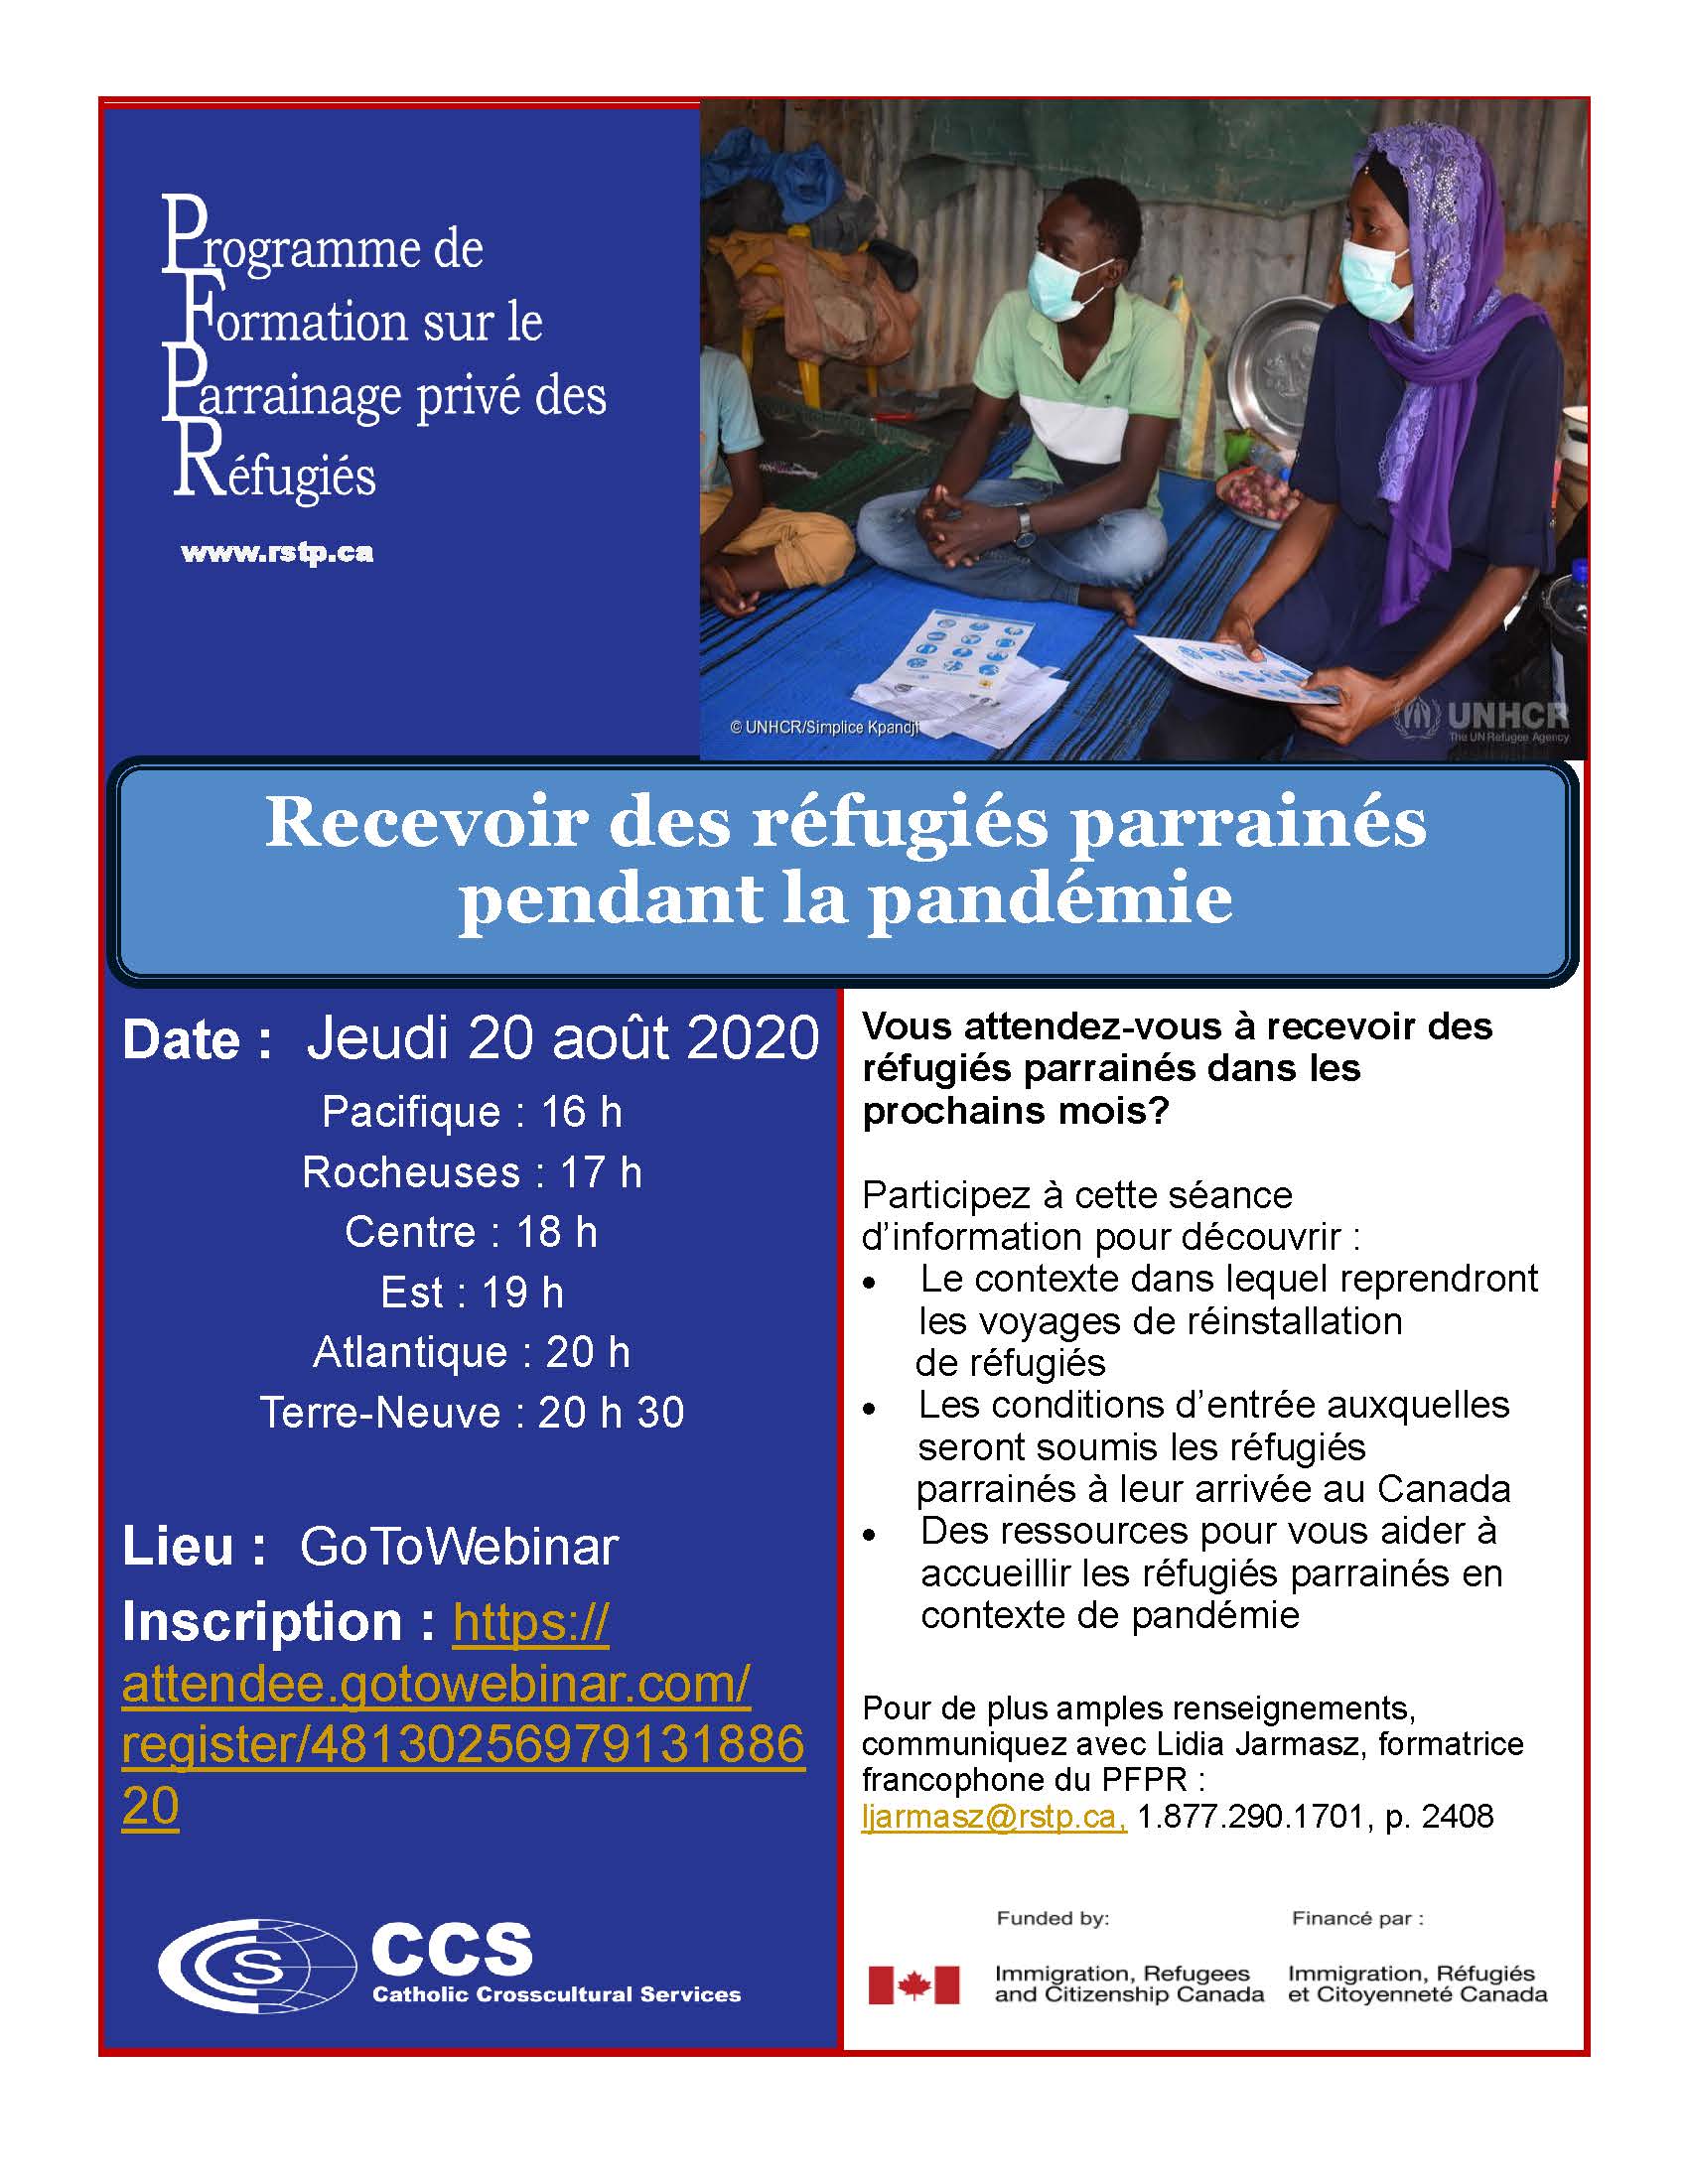 Programme de
Formation sur le
Parrainage privé des
Réfugiés
www.rstp.ca
© UNHCR/Simplice Kpandji
UNHCR
The UN Refugee Agency
Recevoir des réfugiés parrainés
pendant la pandémie
Date : Jeudi 20 août 2020
Pacifique : 16 h
Rocheuses : 17 h
Centre : 18 h
Est : 19 h
Atlantique : 20 h
Terre-Neuve : 20 h 30
Lieu : GoToWebinar
Inscription : https://
attendee.gotowebinar.com/
register/48130256979131886
20
CCS
Catholic Crosscultural Services
Vous attendez-vous à recevoir des
réfugiés parrainés dans les
prochains mois?
Participez à cette séance
d’information pour découvrir :
• Le contexte dans lequel reprendront
les voyages de réinstallation
de réfugiés
• Les conditions d’entrée auxquelles
seront soumis les réfugiés
parrainés à leur arrivée au Canada
• Des ressources pour vous aider à
accueillir les réfugiés parrainés en
contexte de pandémie
Pour de plus amples renseignements,
communiquez avec Lidia Jarmasz, formatrice
francophone du PFPR :
ljarmasz@rstp.ca, 1.877.290.1701, p. 2408
Funded by:
Financé par :
Immigration, Refugees
and Citizenship Canada
Immigration, Réfugiés
et Citoyenneté Canada